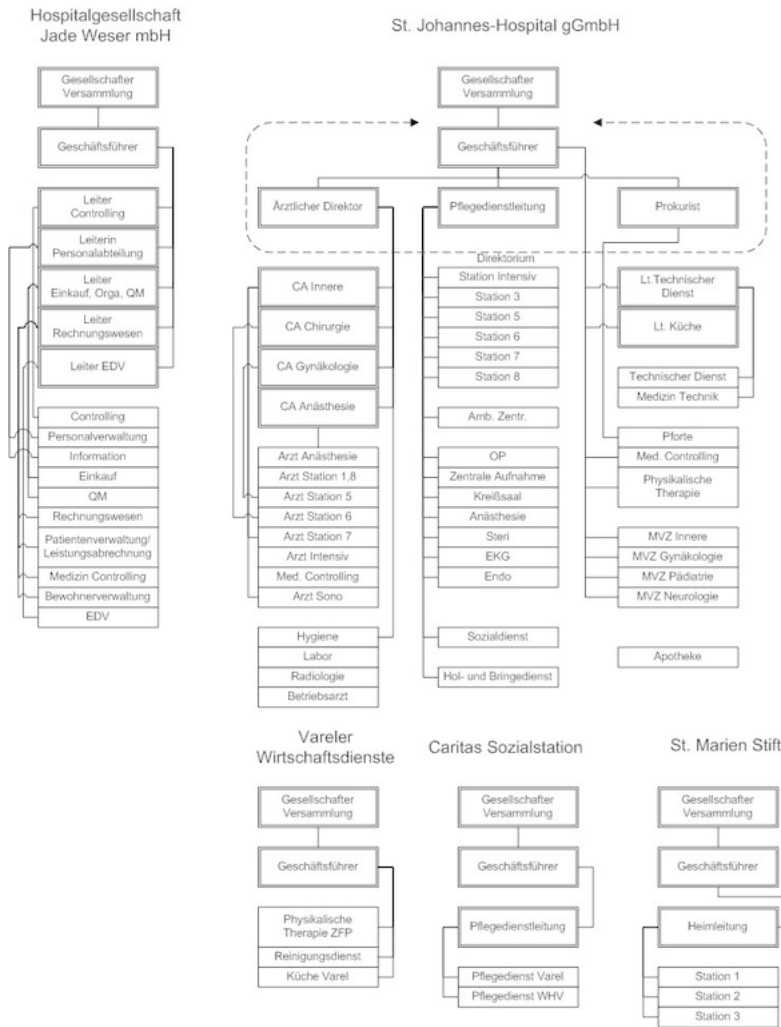 Hospitalgesellschaft
Jade Weser mbH
Gesellschafter
Versammlung
Geschäftsführer
Leiter
Controlling
Leiterin
Personalabteilung
Leiter
Einkauf, Orga, QM
Leiter
Rechnungswesen
Leiter EDV
Controlling
Personalverwaltung
Information
Einkauf
QM
Rechnungswesen
Patientenverwaltung/
Leistungsabrechnung
Medizin Controlling
Bewohnerverwaltung
EDV
St. Johannes-Hospital gGmbH
Gesellschafter
Versammlung
Geschäftsführer
Ärztlicher Direktor
Pflegedienstleitung
Prokurist
Direktorium
CA Innere
CA Chirurgie
CA Gynäkologie
CA Anästhesie
Arzt Anästhesie
Arzt Station 1,8
Arzt Station 5
Arzt Station 6
Arzt Station 7
Arzt Intensiv
Med. Controlling
Arzt Sono
Hygiene
Labor
Radiologie
Betriebsarzt
Station Intensiv
Station 3
Station 5
Station 6
Station 7
Station 8
Amb. Zentr.
OP
Zentrale Aufnahme
Kreißsaal
Anästhesie
Steri
EKG
Endo
Sozialdienst
Hol- und Bringedienst
Lt.Technischer
Dienst
Lt. Küche
Technischer Dienst
Medizin Technik
Pforte
Med. Controlling
Physikalische
Therapie
MVZ Innere
MVZ Gynäkologie
MVZ Pädiatrie
MVZ Neurologie
Apotheke
Vareler
Wirtschaftsdienste
Gesellschafter
Versammlung
Geschäftsführer
Physikalische
Therapie ZFP
Reinigungsdienst
Küche Varel
Caritas Sozialstation
Gesellschafter
Versammlung
Geschäftsführer
Pflegedienstleitung
Pflegedienst Varel
Pflegedienst WHV
St. Marien Stift
Gesellschafter
Versammlung
Geschäftsführer
Heimleitung
Station 1
Station 2
Station 3